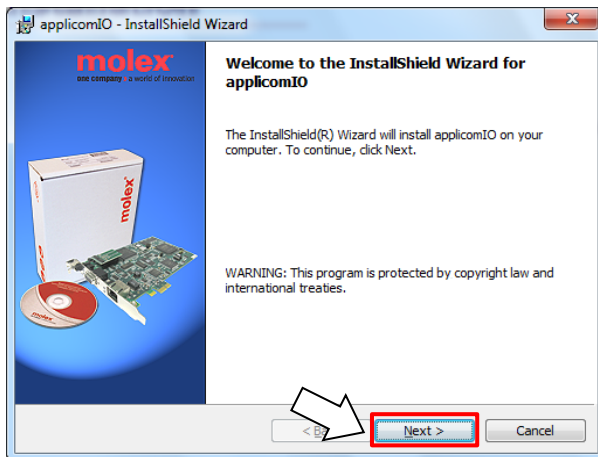 applicomIO - InstallShield Wizard
molex
one company a world of innovation
Welcome to the InstallShield Wizard for
applicomIO
The InstallShield(R) Wizard will install applicomIO on your
computer. To continue, click Next.
molex
molex
WARNING: This program is protected by copyright law and
international treaties.
Next >
Cancel